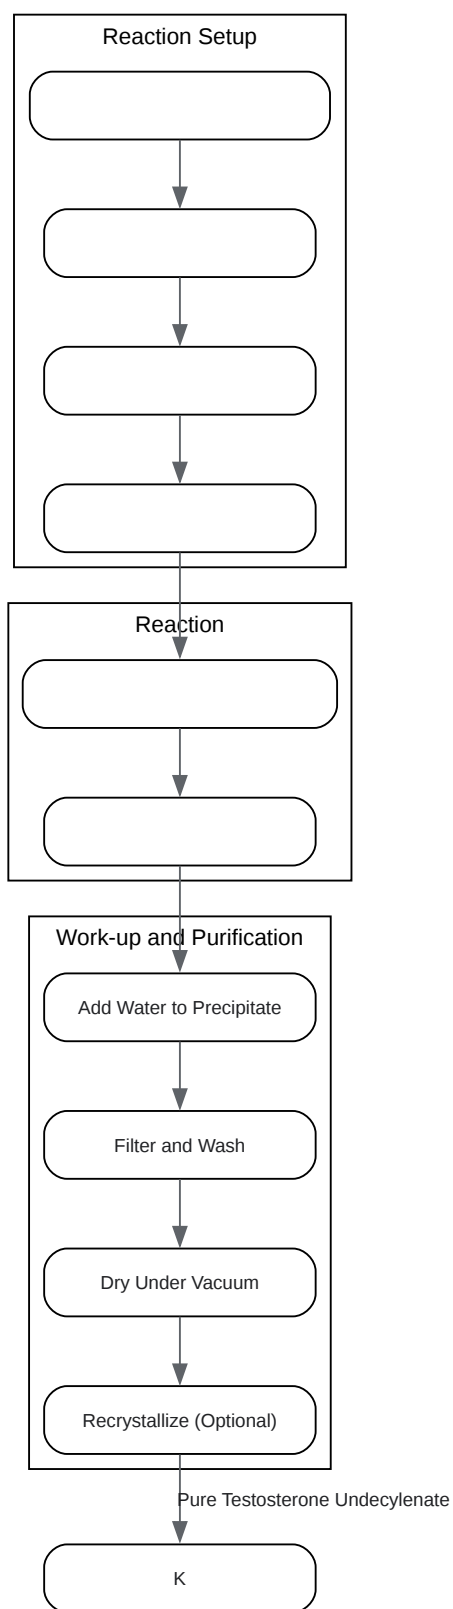 Reaction Setup
Reaction
Work-up and Purification
Add Water to Precipitate
Filter and Wash
Dry Under Vacuum
Recrystallize (Optional)
Pure Testosterone Undecylenate
K